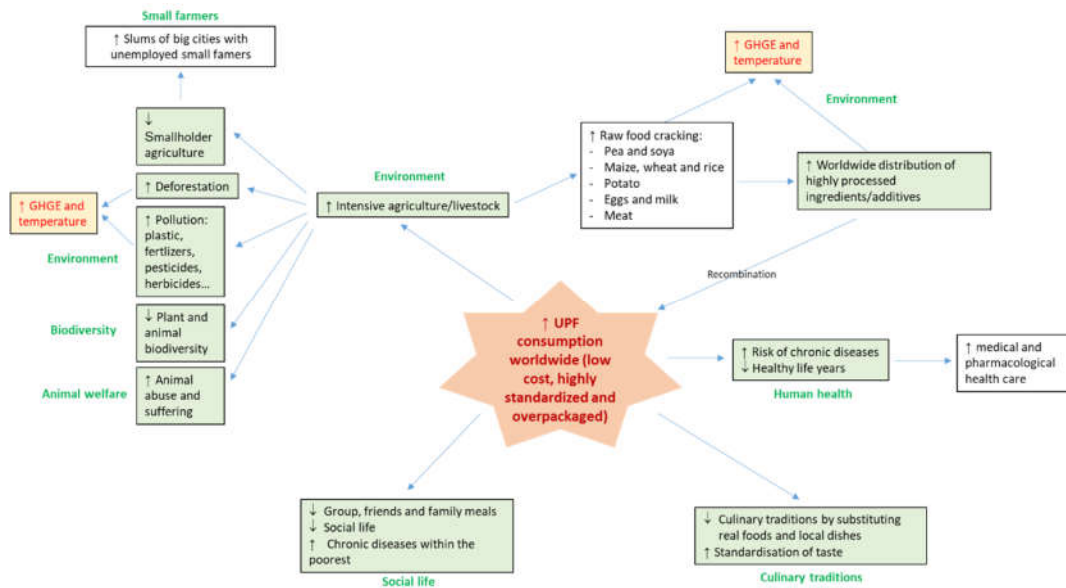 Small farmers
↑ Slums of big cities with
unemployed small famers
↑ GHGE and
temperature
Environment
↓
Smallholder
agriculture
↑ Raw food cracking:
- Pea and soya
- Maize, wheat and rice
- Potato
- Eggs and milk
- Meat
↑ Worldwide distribution of
highly processed
ingredients/additives
Environment
↑ Deforestation
↑ Intensive agriculture/livestock
↑ GHGE and
temperature
↑ Pollution:
plastic,
fertlizers,
pesticides,
herbicides...
Environment
Recombination
Biodiversity
↓ Plant and
animal
biodiversity
↑ UPF
consumption
worldwide (low
cost, highly
standardized and
overpackaged)
↑ Risk of chronic diseases
↓ Healthy life years
Human health
↑ medical and
pharmacological
health care
Animal welfare
↑ Animal
abuse and
suffering
↓ Group, friends and family meals
↓ Social life
↑ Chronic diseases within the
poorest
Social life
↓ Culinary traditions by substituting
real foods and local dishes
↑ Standardisation of taste
Culinary traditions